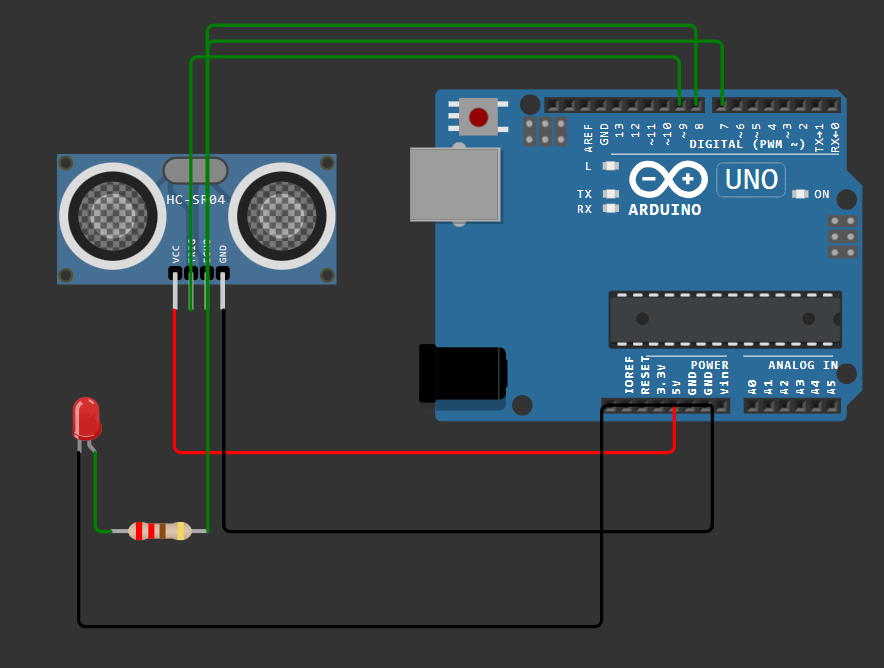 AREF
GND
13
12
~11
~10
~9
8
7
~6
~5
4
~3
2
TX→1
RX←0
DIGITAL (PWM ~)
L
TX
RX
UNO
ON
ARDUINO
HC-SR04
VCC
TRIG
ECHO
GND
IOREF
RESET
3.3V
5V
GND
GND
Vin
POWER
ANALOG IN
A0
A1
A2
A3
A4
A5